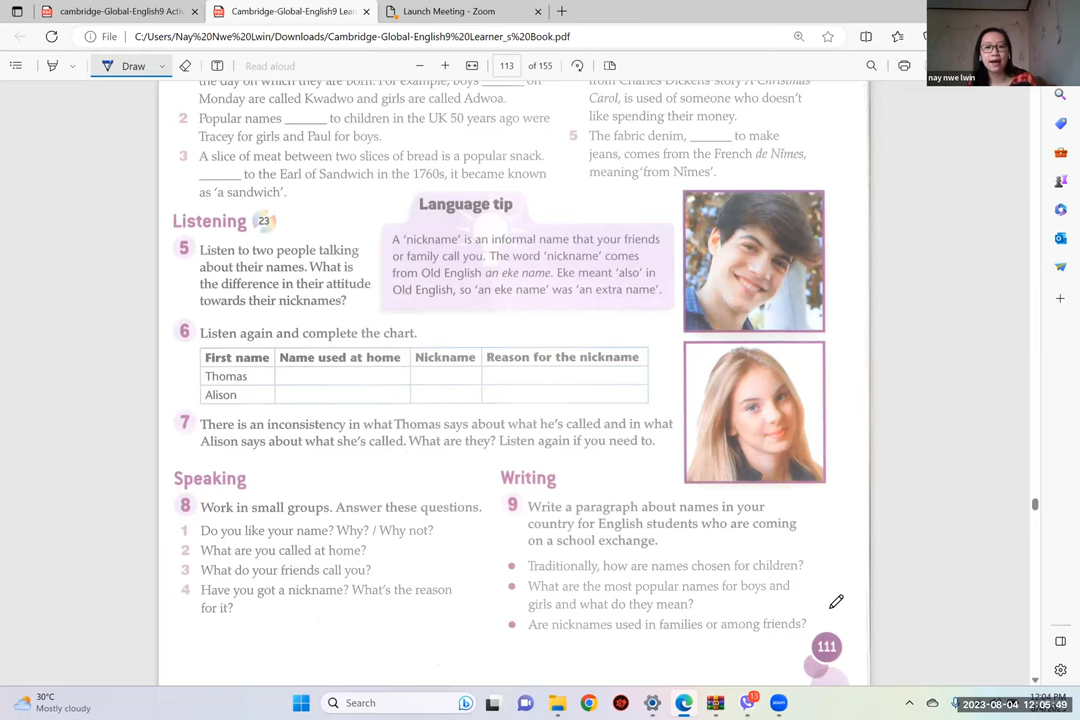 cambridge-Global-English9 Acti
Cambridge-Global-English9 Lear
Launch Meeting - Zoom
File
C:/Users/Nay%20Nwe%20Lwin/Downloads/Cambridge-Global-English9%20Learner_s%20Book.pdf
Draw
Read aloud
113 of 155
nay nwe lwin
the day on which they are born. For example, boys ______ on
Monday are called Kwadwo and girls are called Adwoa.
2 Popular names ______ to children in the UK 50 years ago were
Tracey for girls and Paul for boys.
3 A slice of meat between two slices of bread is a popular snack.
______ to the Earl of Sandwich in the 1760s, it became known
as 'a sandwich'.
from Charles Dickens's story A Christmas
Carol, is used of someone who doesn't
like spending their money.
5 The fabric denim, ______ to make
jeans, comes from the French de Nîmes,
meaning 'from Nîmes'.
Listening 23
5 Listen to two people talking
about their names. What is
the difference in their attitude
towards their nicknames?
Language tip
A 'nickname' is an informal name that your friends
or family call you. The word 'nickname' comes
from Old English an eke name. Eke meant 'also' in
Old English, so 'an eke name' was 'an extra name'.
6 Listen again and complete the chart.
First name Name used at home Nickname Reason for the nickname
Thomas
Alison
7 There is an inconsistency in what Thomas says about what he's called and in what
Alison says about what she's called. What are they? Listen again if you need to.
Speaking
8 Work in small groups. Answer these questions.
1 Do you like your name? Why? / Why not?
2 What are you called at home?
3 What do your friends call you?
4 Have you got a nickname? What's the reason
for it?
Writing
9 Write a paragraph about names in your
country for English students who are coming
on a school exchange.
• Traditionally, how are names chosen for children?
• What are the most popular names for boys and
girls and what do they mean?
• Are nicknames used in families or among friends?
111
30°C
Mostly cloudy
Search
13
12:04 PM
2023-08-04 12:05:49